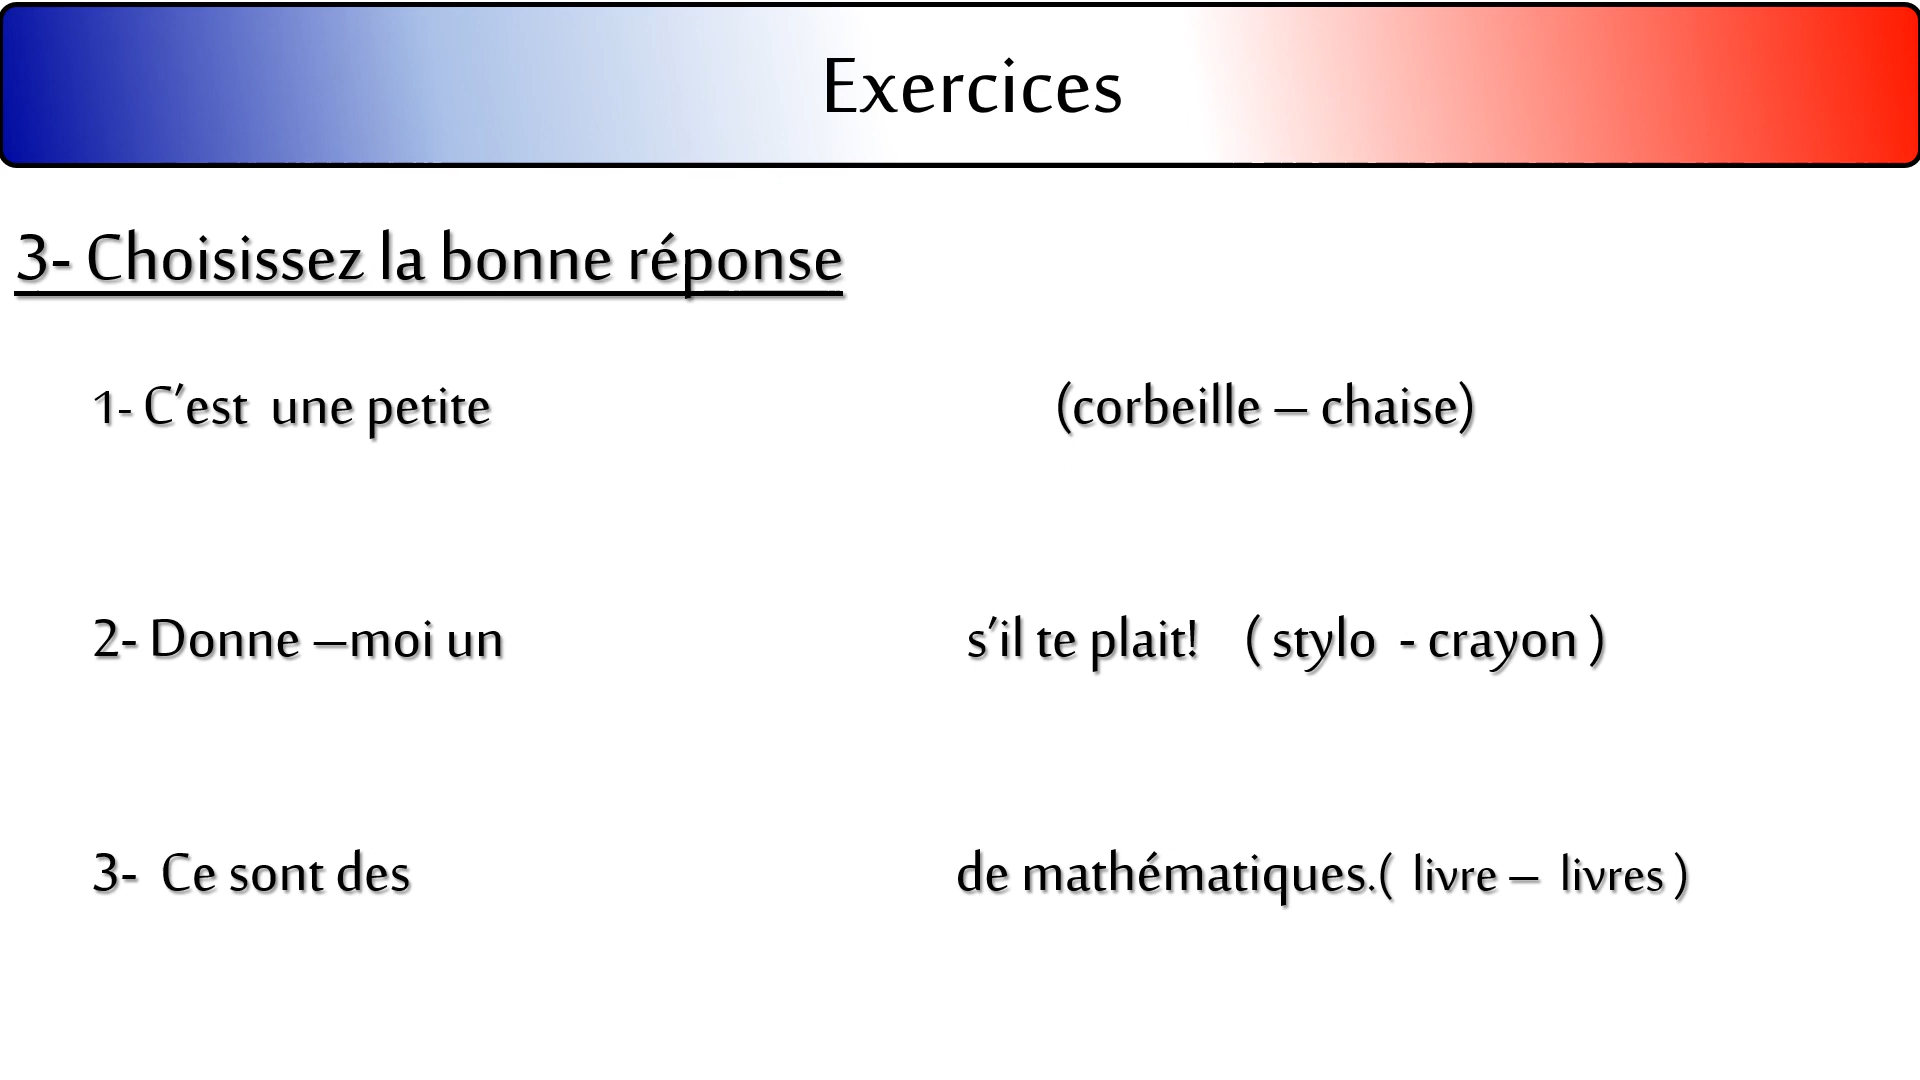 Exercices
3- Choisissez la bonne réponse
1- C’est une petite (corbeille – chaise)
2- Donne –moi un s’il te plait! ( stylo - crayon )
3- Ce sont des de mathématiques.( livre – livres )